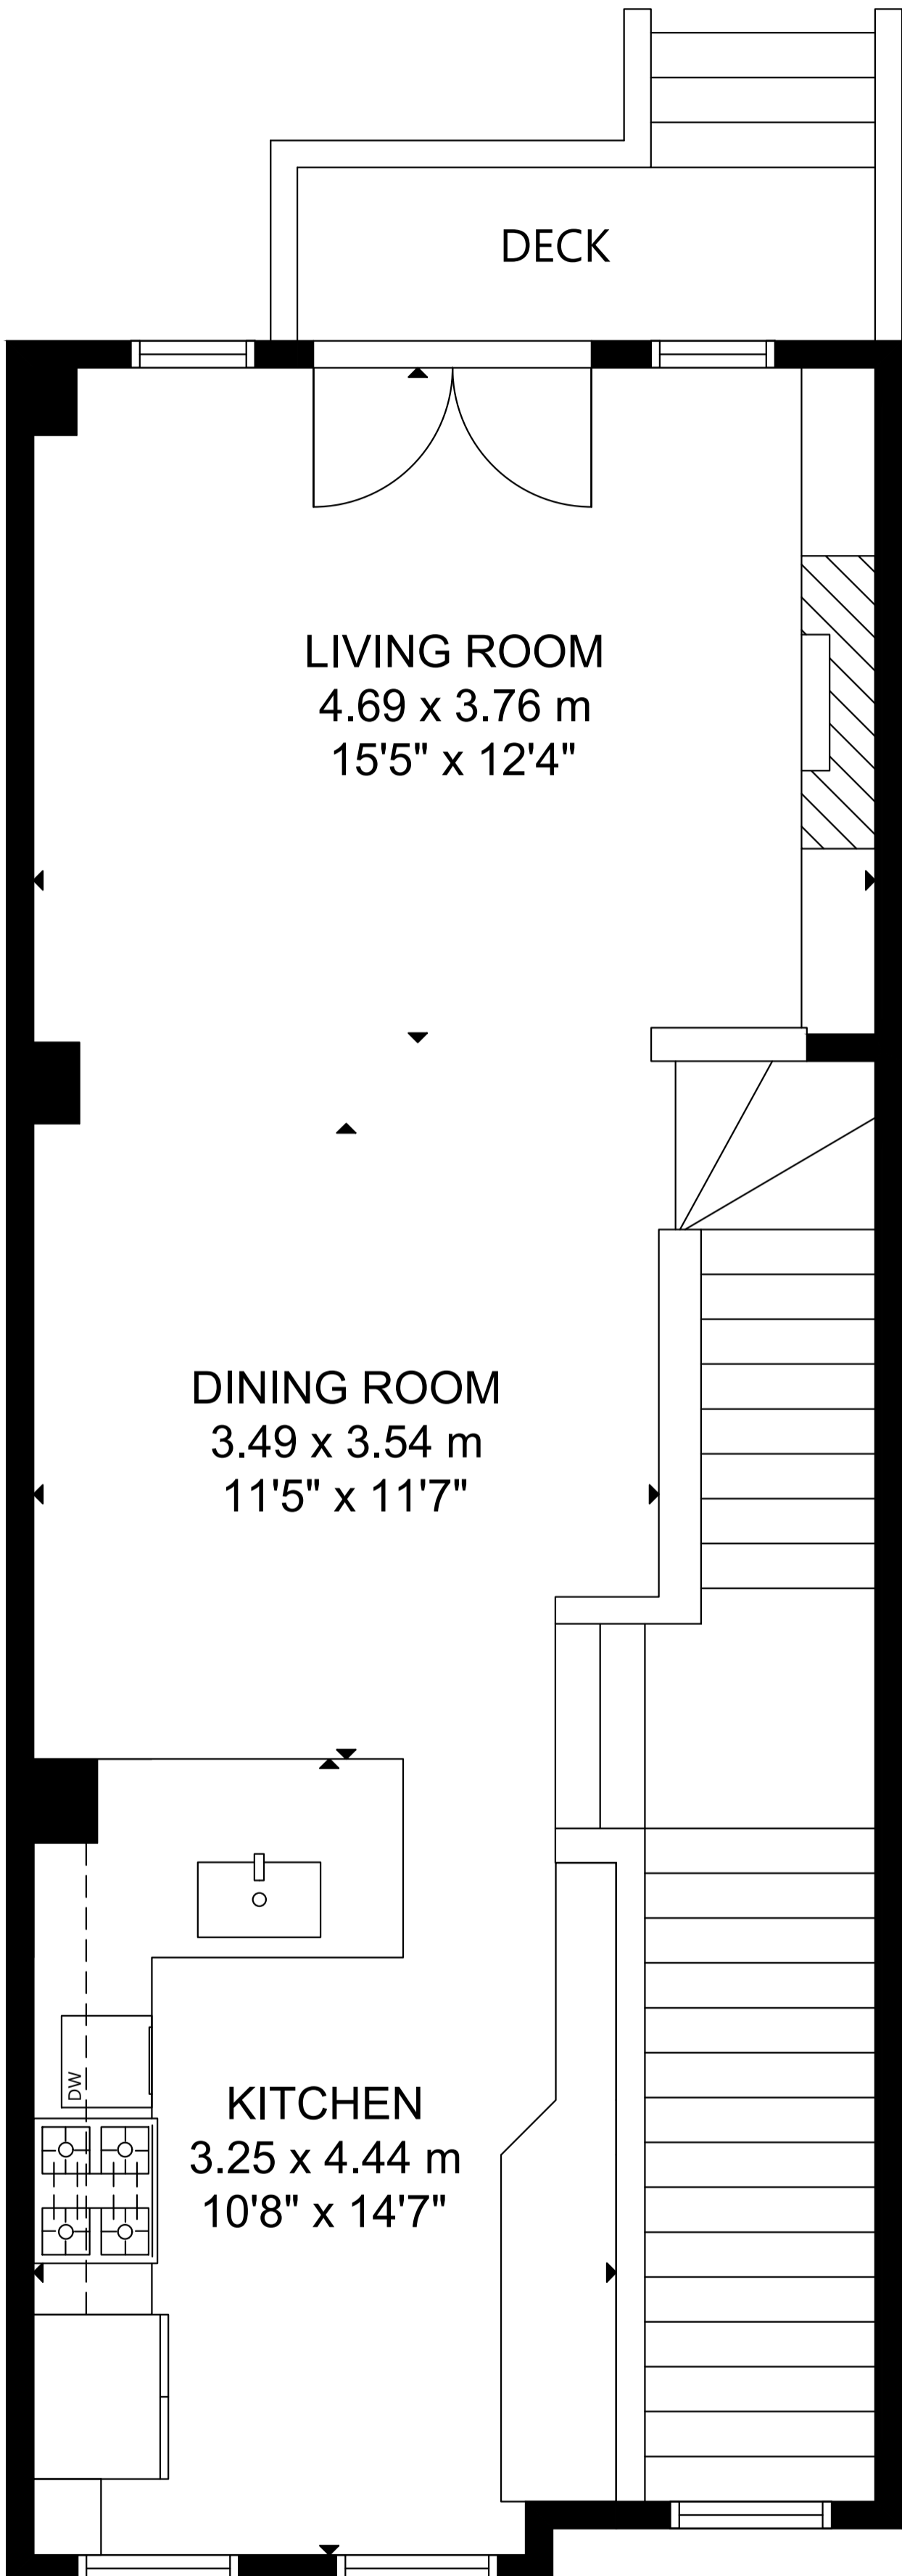 DECK
LIVING ROOM
4.69 x 3.76 m
15'5" x 12'4"
DINING ROOM
3.49 x 3.54 m
11'5" x 11'7"
DW
KITCHEN
3.25 x 4.44 m
10'8" x 14'7"